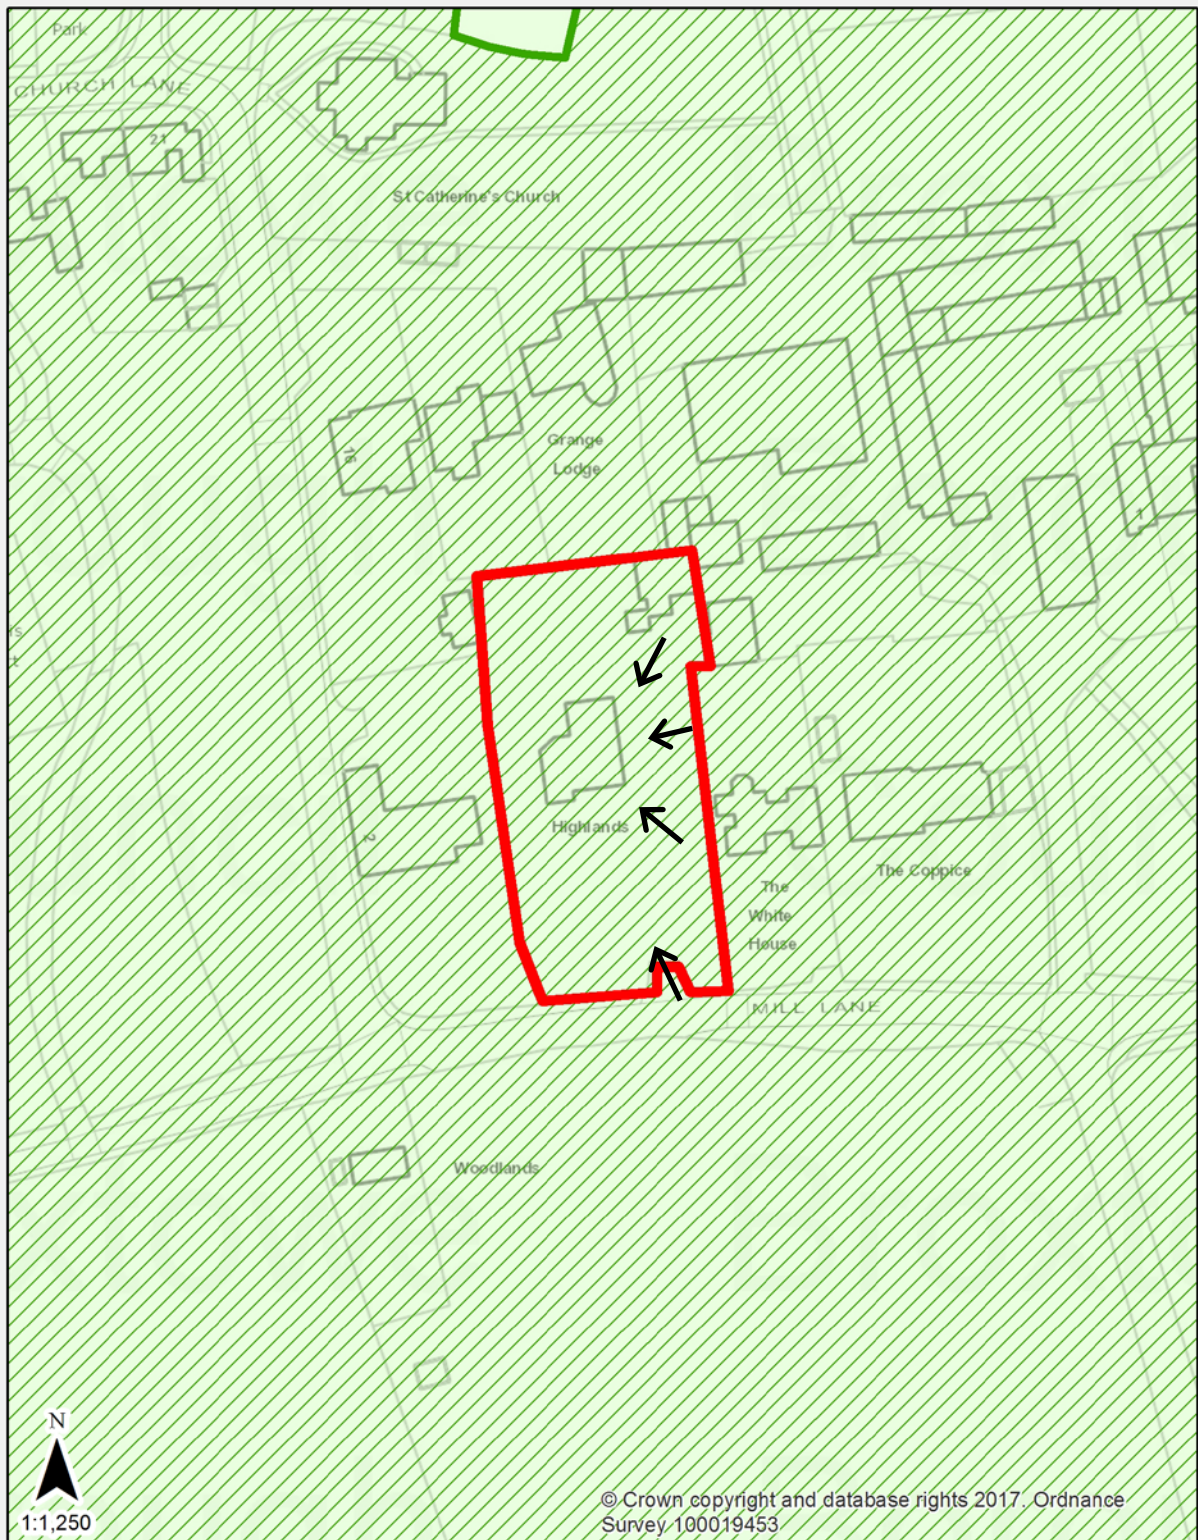 Park
CHURCH LANE
21
St Catherine's Church
16
Grange
Lodge
1
Highlands
2
The Coppice
The
White
House
MILL LANE
Woodlands
N
1:1,250
© Crown copyright and database rights 2017. Ordnance
Survey 100019453